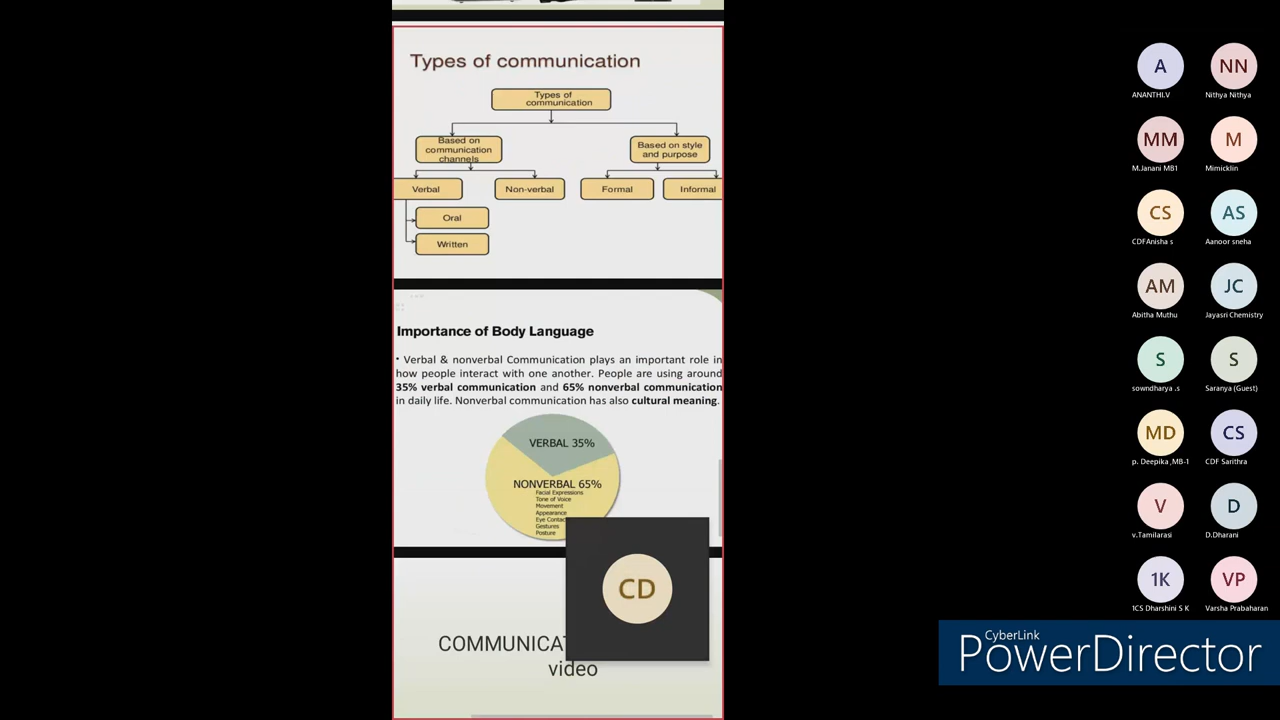 Types of communication
Types of
communication
Based on
communication
channels
Based on style
and purpose
Verbal
Non-verbal
Formal
Informal
Oral
Written
Importance of Body Language
• Verbal & nonverbal Communication plays an important role in
how people interact with one another. People are using around
35% verbal communication and 65% nonverbal communication
in daily life. Nonverbal communication has also cultural meaning.
VERBAL 35%
NONVERBAL 65%
Facial Expressions
Tone of Voice
Movement
Appearance
Eye Contac
Gestures
Posture
CD
COMMUNICA
video
A
ANANTHI.V
NN
Nithya Nithya
MM
M.Janani MB1
M
Mimicklin
CS
CDFAnisha s
AS
Aanoor sneha
AM
Abitha Muthu
JC
Jayasri Chemistry
S
sowndharya .s
S
Saranya (Guest)
MD
p. Deepika ,MB-1
CS
CDF Sarithra
V
v.Tamilarasi
D
D.Dharani
1K
1CS Dharshini S K
VP
Varsha Prabaharan
CyberLink
PowerDirector